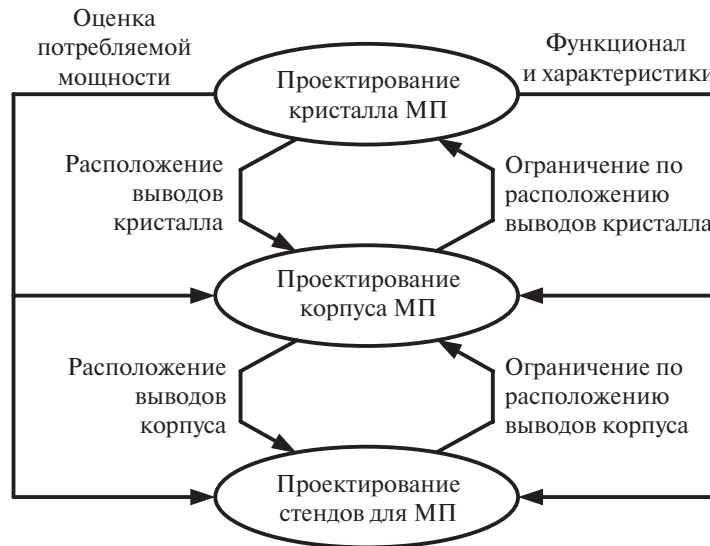 Оценка
потребляемой
мощности
Функционал
и характеристики
Проектирование
кристалла МП
Расположение
выводов
кристалла
Ограничение по
расположению
выводов кристалла
Проектирование
корпуса МП
Расположение
выводов
корпуса
Ограничение по
расположению
выводов корпуса
Проектирование
стендов для МП